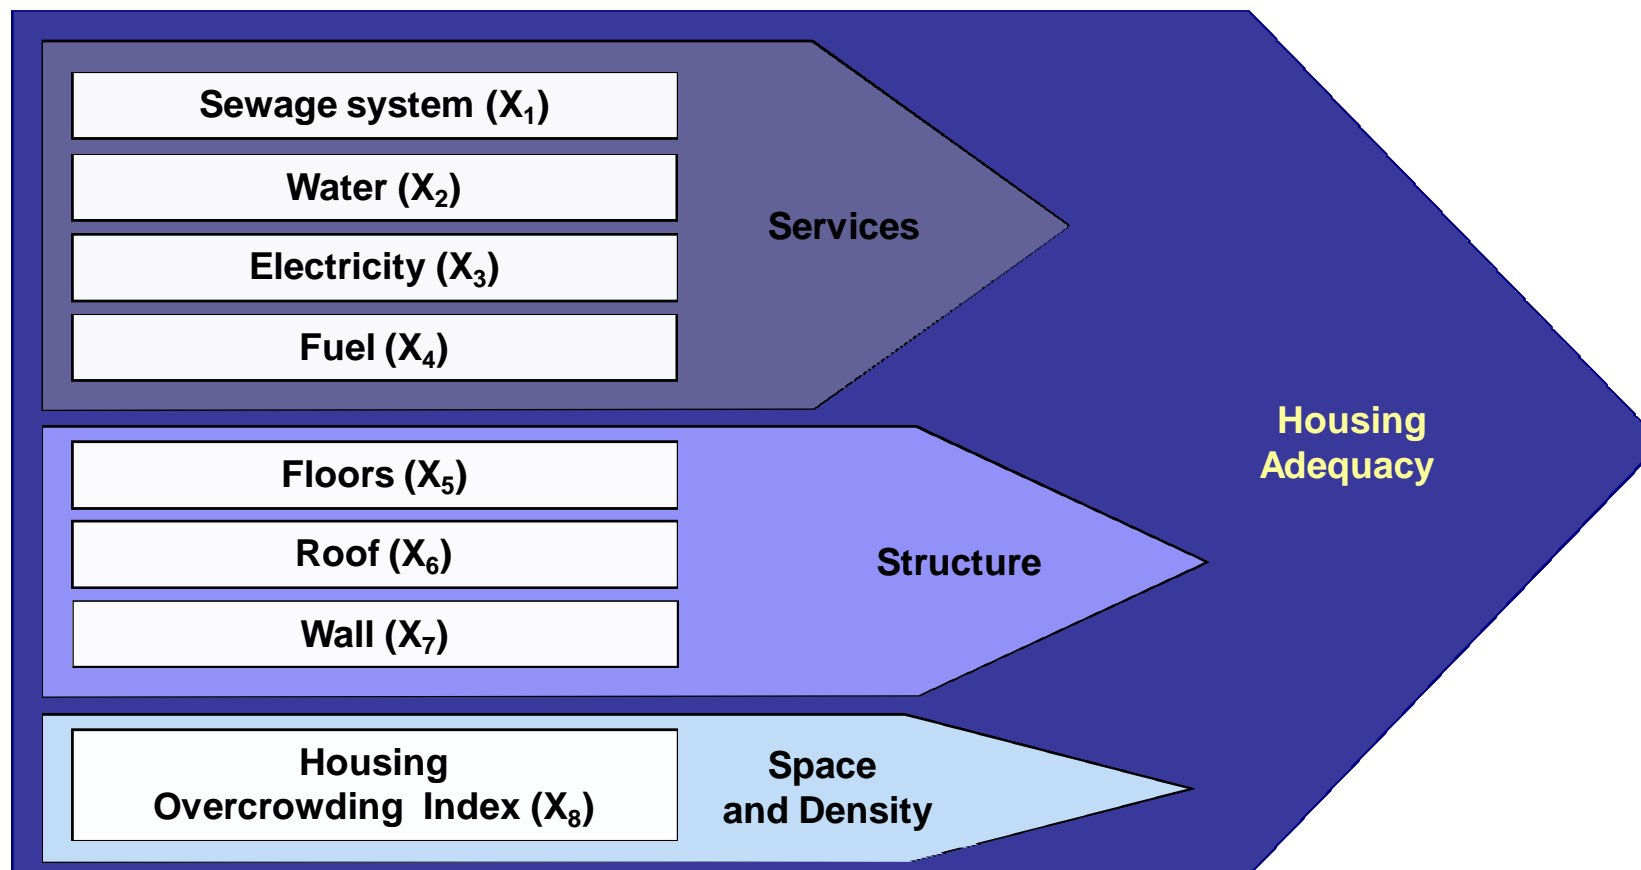 Sewage system (X₁)
Water (X₂)
Electricity (X₃)
Fuel (X₄)
Services
Floors (X₅)
Roof (X₆)
Wall (X₇)
Structure
Housing
Overcrowding Index (X₈)
Space
and Density
Housing
Adequacy